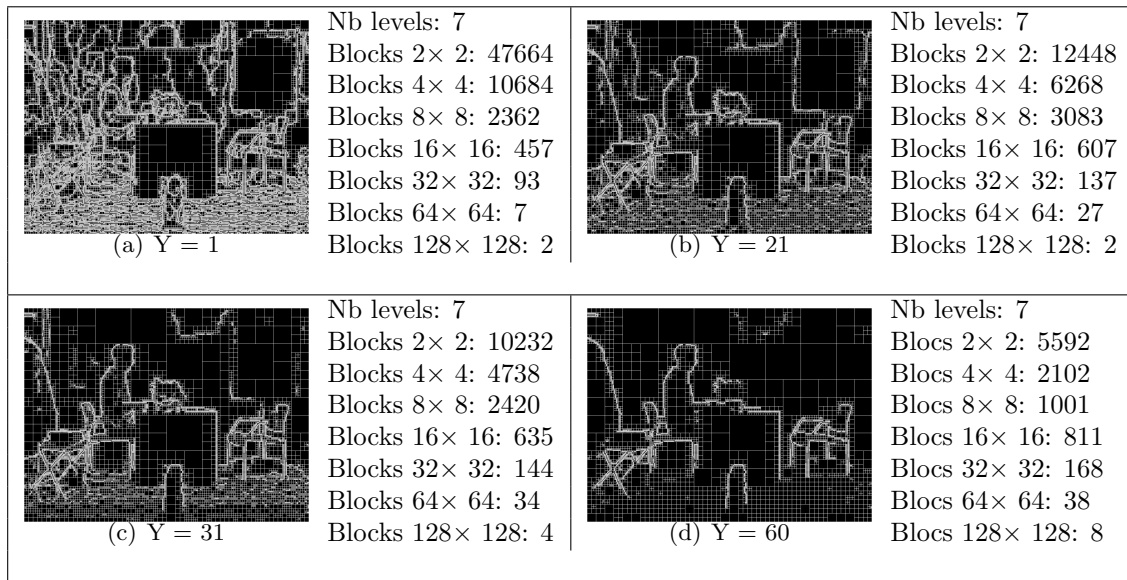 Nb levels: 7
Blocks 2× 2: 47664
Blocks 4× 4: 10684
Blocks 8× 8: 2362
Blocks 16× 16: 457
Blocks 32× 32: 93
Blocks 64× 64: 7
Blocks 128× 128: 2
(a) Y = 1
Nb levels: 7
Blocks 2× 2: 12448
Blocks 4× 4: 6268
Blocks 8× 8: 3083
Blocks 16× 16: 607
Blocks 32× 32: 137
Blocks 64× 64: 27
Blocks 128× 128: 2
(b) Y = 21
Nb levels: 7
Blocks 2× 2: 10232
Blocks 4× 4: 4738
Blocks 8× 8: 2420
Blocks 16× 16: 635
Blocks 32× 32: 144
Blocks 64× 64: 34
Blocks 128× 128: 4
(c) Y = 31
Nb levels: 7
Blocs 2× 2: 5592
Blocs 4× 4: 2102
Blocs 8× 8: 1001
Blocs 16× 16: 811
Blocs 32× 32: 168
Blocs 64× 64: 38
Blocs 128× 128: 8
(d) Y = 60